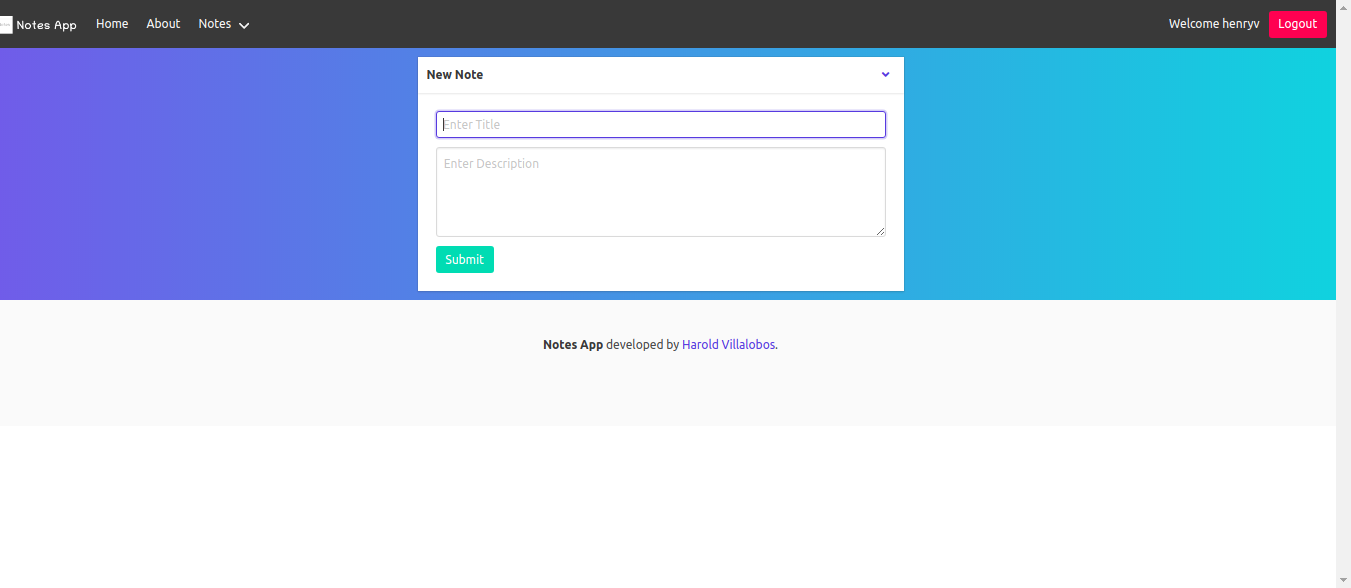 Notes App Home About Notes Welcome henryv Logout
New Note
Enter Title
Enter Description
Submit
Notes App developed by Harold Villalobos.